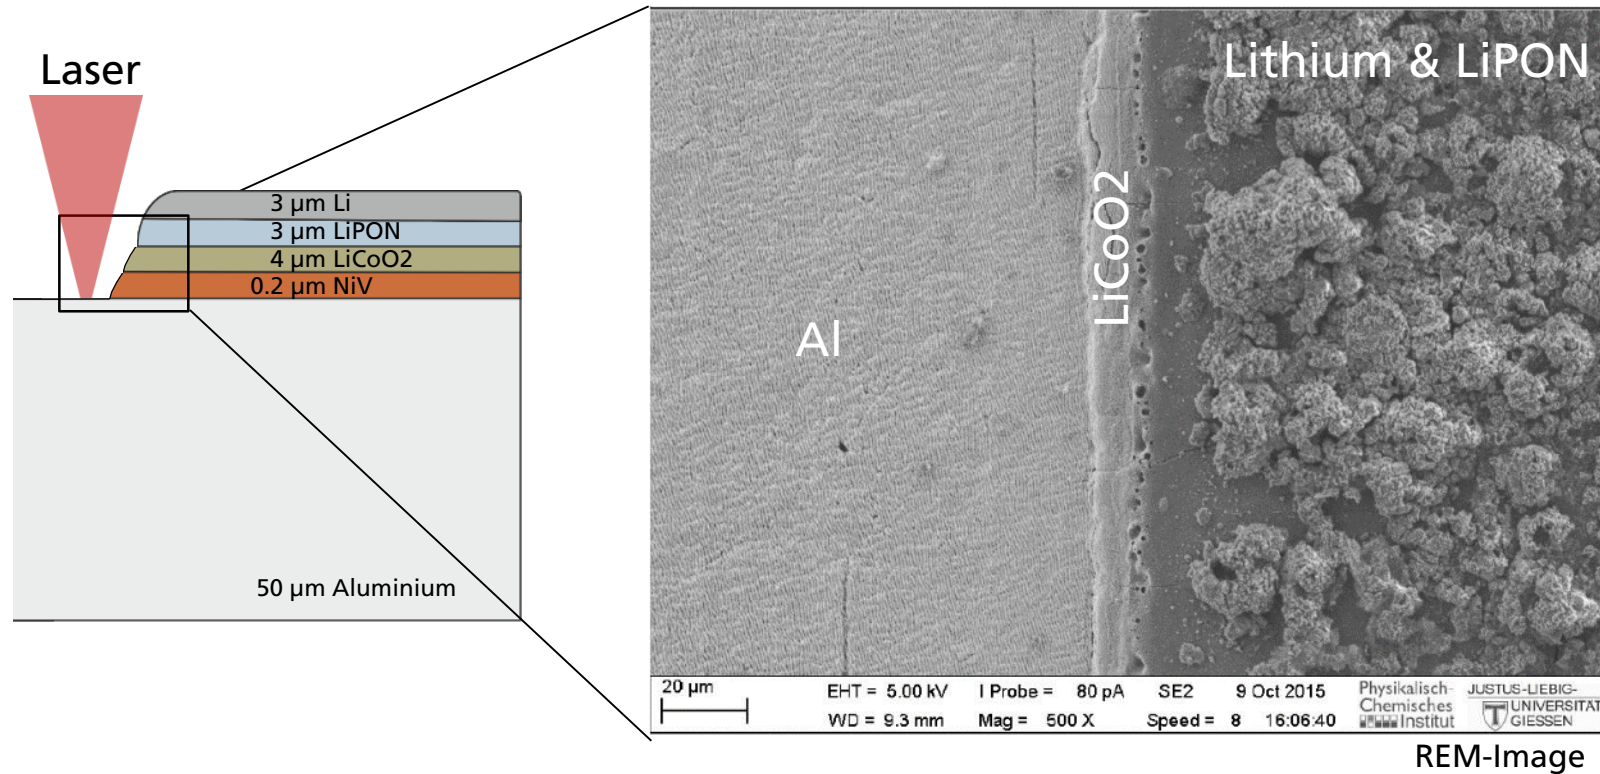 Laser
3 µm Li
3 µm LiPON
4 µm LiCoO2
0.2 µm NiV
50 µm Aluminium
Lithium & LiPON
LiCoO2
Al
20 µm
EHT = 5.00 kV I Probe = 80 pA SE2 9 Oct 2015
WD = 9.3 mm Mag = 500 X Speed = 8 16:06:40
Physikalisch-
Chemisches
Institut
JUSTUS-LIEBIG-
UNIVERSITAT
GIESSEN
REM-Image